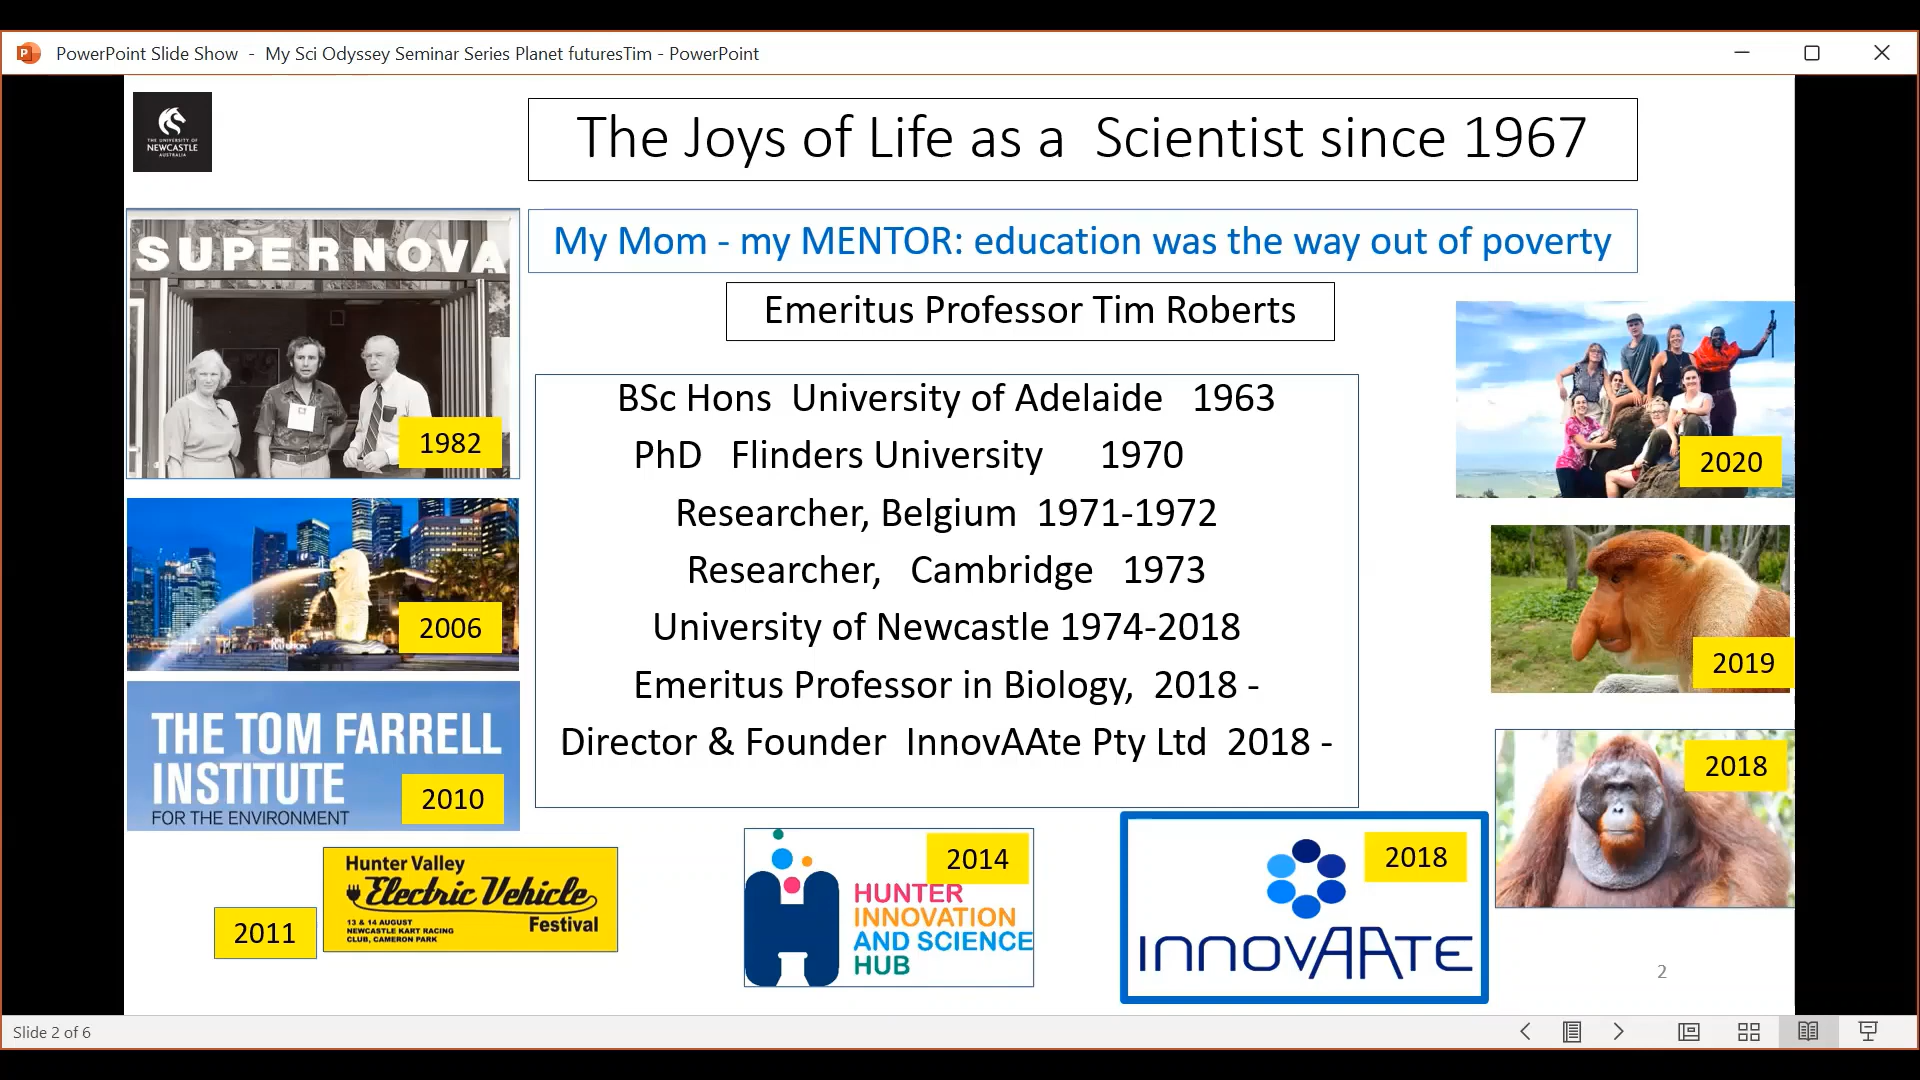 PowerPoint Slide Show - My Sci Odyssey Seminar Series Planet futuresTim - PowerPoint
THE UNIVERSITY OF
NEWCASTLE
AUSTRALIA
The Joys of Life as a Scientist since 1967
My Mom - my MENTOR: education was the way out of poverty
Emeritus Professor Tim Roberts
SUPERNOVA
1982
2006
THE TOM FARRELL
INSTITUTE
FOR THE ENVIRONMENT
2010
BSc Hons University of Adelaide 1963
PhD Flinders University 1970
Researcher, Belgium 1971-1972
Researcher, Cambridge 1973
University of Newcastle 1974-2018
Emeritus Professor in Biology, 2018 -
Director & Founder InnovAAte Pty Ltd 2018 -
2020
2019
2018
2011
Hunter Valley
Electric Vehicle
Festival
13 & 14 AUGUST
NEWCASTLE KART RACING
CLUB, CAMERON PARK
2014
HUNTER
INNOVATION
AND SCIENCE
HUB
2018
INNOVAATE
2
Slide 2 of 6